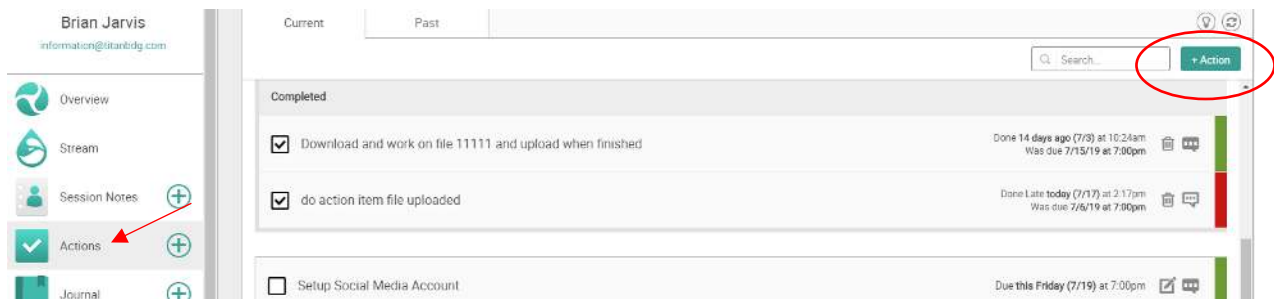 Brian Jarvis
information@titanbdg.com
Overview
Stream
Session Notes
Actions
Journal
Current Past
Search...
+ Action
Completed
Download and work on file 11111 and upload when finished
Done 14 days ago (7/3) at 10:24am
Was due 7/15/19 at 7:00pm
do action item file uploaded
Done Late today (7/17) at 2:17pm
Was due 7/6/19 at 7:00pm
Setup Social Media Account
Due this Friday (7/19) at 7:00pm